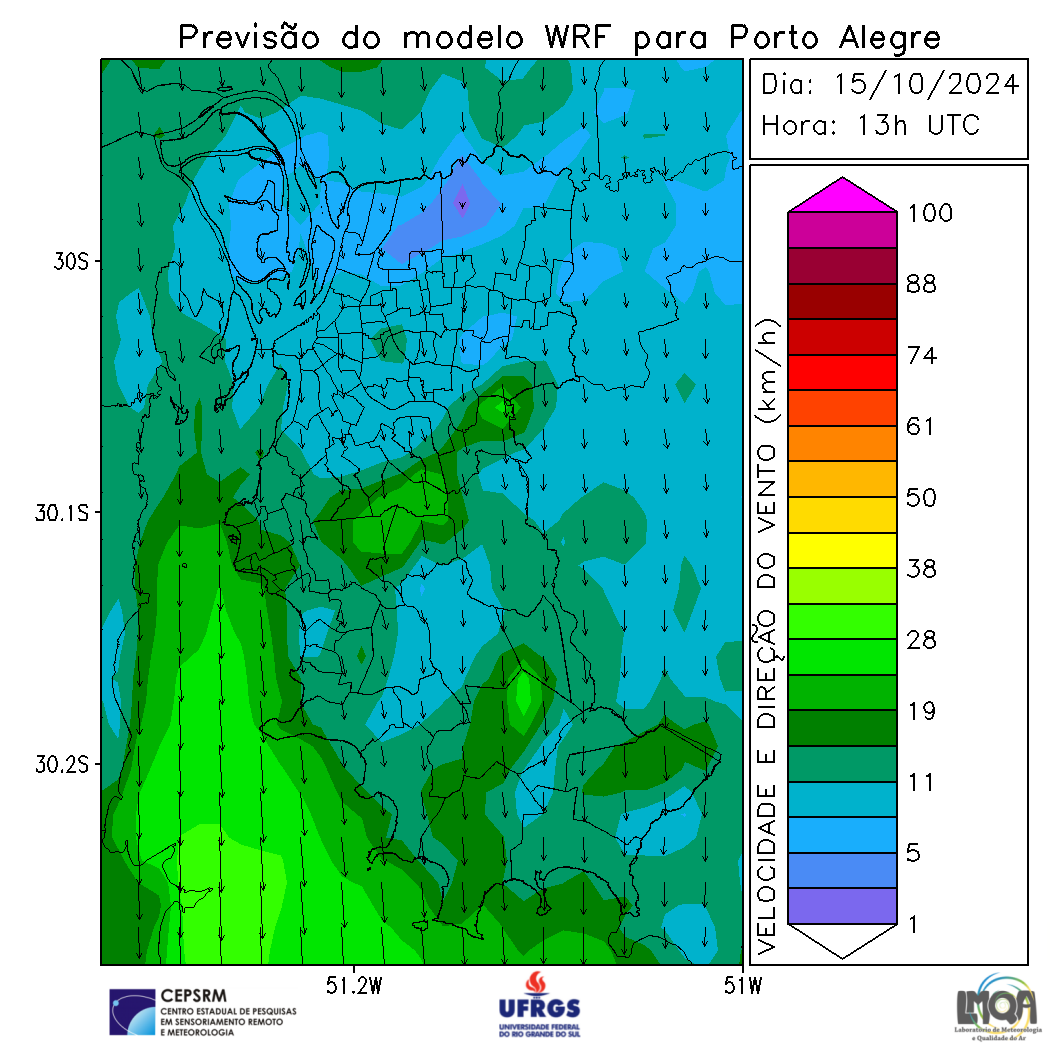 Previsão do modelo WRF para Porto Alegre
Dia: 15/10/2024
Hora: 13h UTC
30S
30.1S
30.2S
51.2W
51W
VELOCIDADE E DIREÇÃO DO VENTO (km/h)
100
88
74
61
50
38
28
19
11
5
1
CEPSRM
CENTRO ESTADUAL DE PESQUISAS
EM SENSORIAMENTO REMOTO
E METEOROLOGIA
UFRGS
UNIVERSIDADE FEDERAL
DO RIO GRANDE DO SUL
LMQA
Laboratório de Meteorologia
e Qualidade do Ar